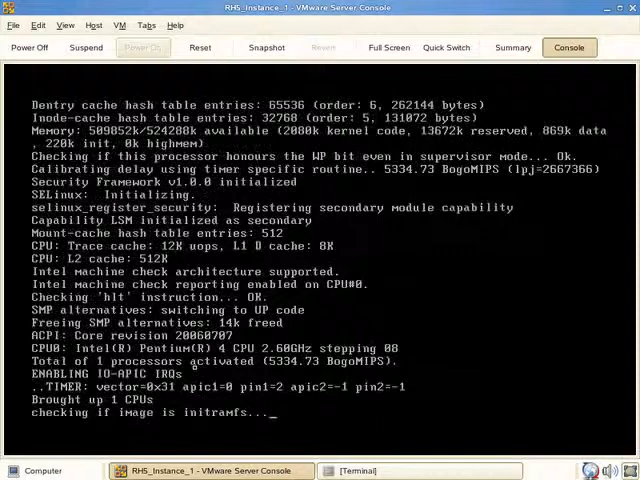 RH5_Instance_1 - VMware Server Console
File Edit View Host VM Tabs Help
Power Off Suspend Power On Reset Snapshot Revert Full Screen Quick Switch Summary Console
Dentry cache hash table entries: 65536 (order: 6, 262144 bytes)
Inode-cache hash table entries: 32768 (order: 5, 131072 bytes)
Memory: 509852k/524288k available (2080k kernel code, 13672k reserved, 869k data
, 220k init, 0k highmem)
Checking if this processor honours the WP bit even in supervisor mode... Ok.
Calibrating delay using timer specific routine.. 5334.73 BogoMIPS (lpj=2667366)
Security Framework v1.0.0 initialized
SELinux:  Initializing.
selinux_register_security:  Registering secondary module capability
Capability LSM initialized as secondary
Mount-cache hash table entries: 512
CPU: Trace cache: 12K uops, L1 D cache: 8K
CPU: L2 cache: 512K
Intel machine check architecture supported.
Intel machine check reporting enabled on CPU#0.
Checking 'hlt' instruction... OK.
SMP alternatives: switching to UP code
Freeing SMP alternatives: 14k freed
ACPI: Core revision 20060707
CPU0: Intel(R) Pentium(R) 4 CPU 2.60GHz stepping 08
Total of 1 processors activated (5334.73 BogoMIPS).
ENABLING IO-APIC IRQs
..TIMER: vector=0x31 apic1=0 pin1=2 apic2=-1 pin2=-1
Brought up 1 CPUs
checking if image is initramfs..._
Computer RH5_Instance_1 - VMware Server Console [Terminal]